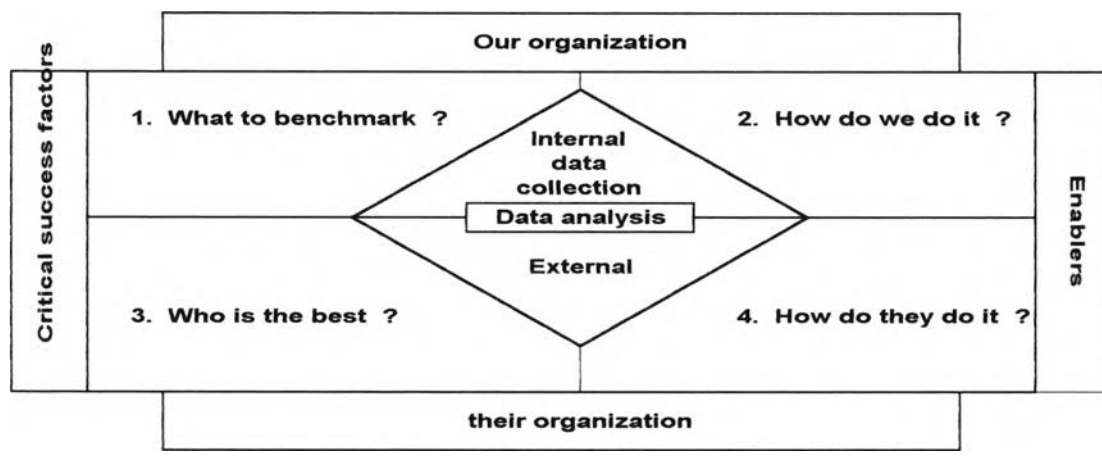 Our organization
Critical success factors
1. What to benchmark ?
2. How do we do it ?
Internal
data
collection
Data analysis
External
3. Who is the best ?
4. How do they do it ?
Enablers
their organization